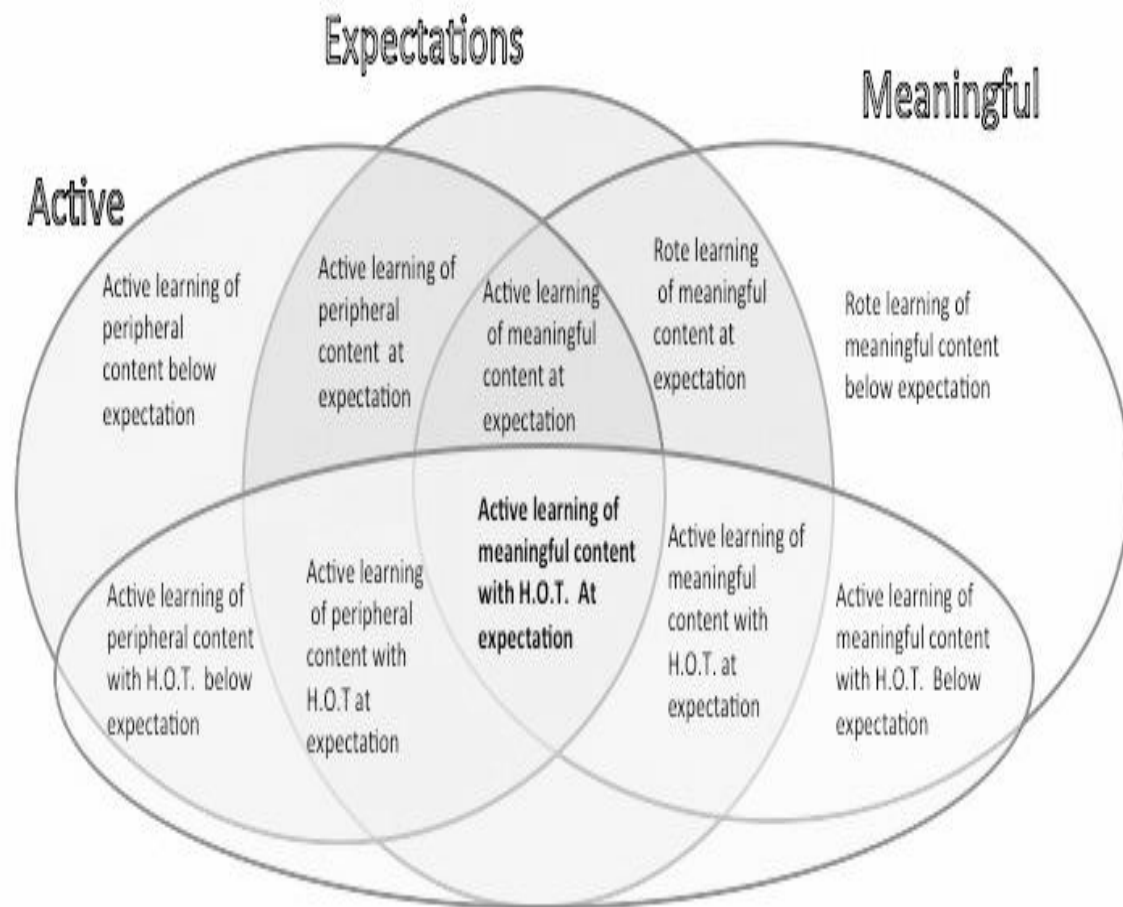 Expectations
Meaningful
Active
Active learning of
peripheral
content below
expectation
Active learning of
peripheral
content at
expectation
Active learning
of meaningful
content at
expectation
Rote learning
of meaningful
content at
expectation
Rote learning of
meaningful content
below expectation
Active learning of
peripheral content
with H.O.T. below
expectation
Active learning
of peripheral
content with
H.O.T at
expectation
Active learning of
meaningful content
with H.O.T. At
expectation
Active learning of
meaningful
content with
H.O.T. at
expectation
Active learning of
meaningful content
with H.O.T. Below
expectation